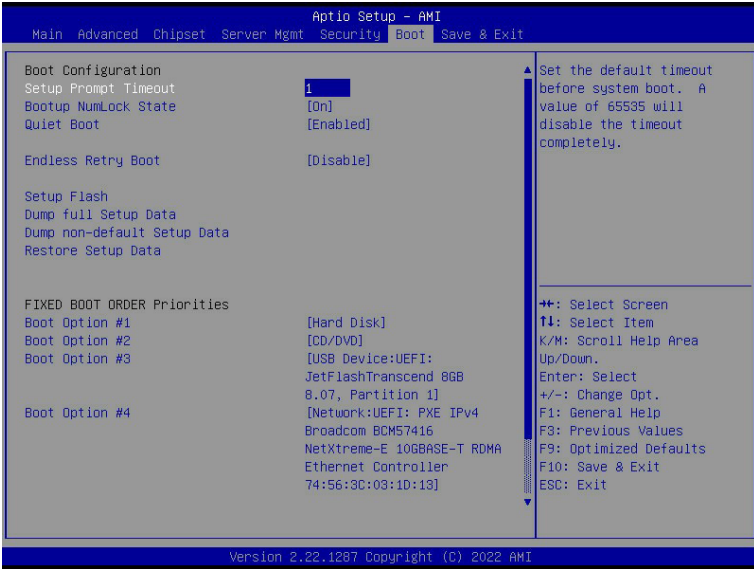 Aptio Setup – AMI
Main Advanced Chipset Server Mgmt Security Boot Save & Exit
Boot Configuration
Setup Prompt Timeout 1
Bootup NumLock State [On]
Quiet Boot [Enabled]
Endless Retry Boot [Disable]
Setup Flash
Dump full Setup Data
Dump non-default Setup Data
Restore Setup Data
FIXED BOOT ORDER Priorities
Boot Option #1 [Hard Disk]
Boot Option #2 [CD/DVD]
Boot Option #3 [USB Device:UEFI:
JetFlashTranscend 8GB
8.07, Partition 1]
Boot Option #4 [Network:UEFI: PXE IPv4
Broadcom BCM57416
NetXtreme-E 10GBASE-T RDMA
Ethernet Controller
74:56:3C:03:1D:13]
Set the default timeout
before system boot. A
value of 65535 will
disable the timeout
completely.
→←: Select Screen
↑↓: Select Item
K/M: Scroll Help Area
Up/Down.
Enter: Select
+/-: Change Opt.
F1: General Help
F3: Previous Values
F9: Optimized Defaults
F10: Save & Exit
ESC: Exit
Version 2.22.1287 Copyright (C) 2022 AMI